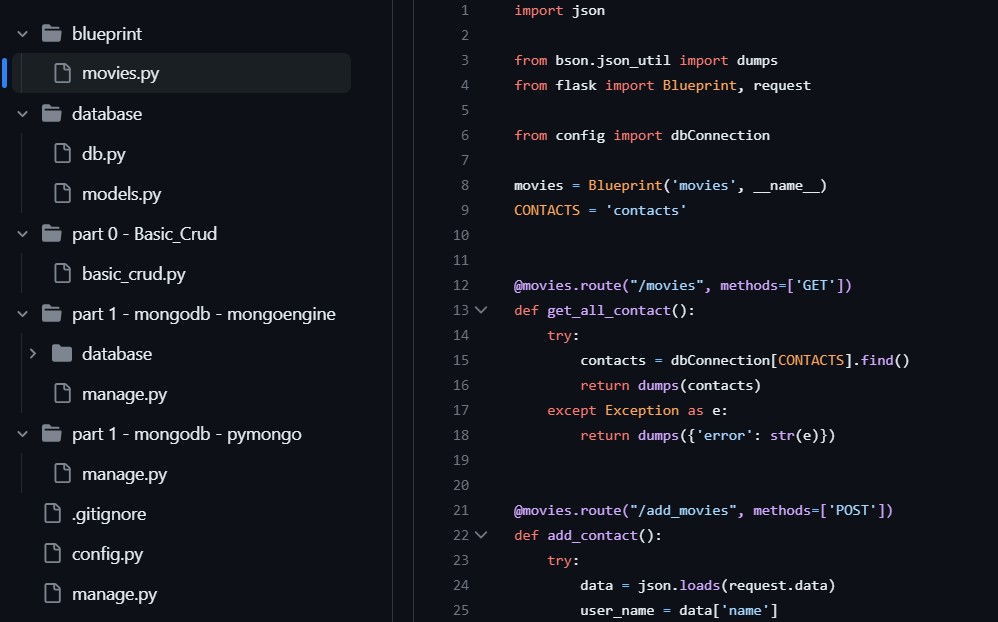 blueprint
movies.py
database
db.py
models.py
part 0 - Basic_Crud
basic_crud.py
part 1 - mongodb - mongoengine
database
manage.py
part 1 - mongodb - pymongo
manage.py
.gitignore
config.py
manage.py
1 import json
2
3 from bson.json_util import dumps
4 from flask import Blueprint, request
5
6 from config import dbConnection
7
8 movies = Blueprint('movies', __name__)
9 CONTACTS = 'contacts'
10
11
12 @movies.route("/movies", methods=['GET'])
13 def get_all_contact():
14     try:
15         contacts = dbConnection[CONTACTS].find()
16         return dumps(contacts)
17     except Exception as e:
18         return dumps({'error': str(e)})
19
20
21 @movies.route("/add_movies", methods=['POST'])
22 def add_contact():
23     try:
24         data = json.loads(request.data)
25         user_name = data['name']